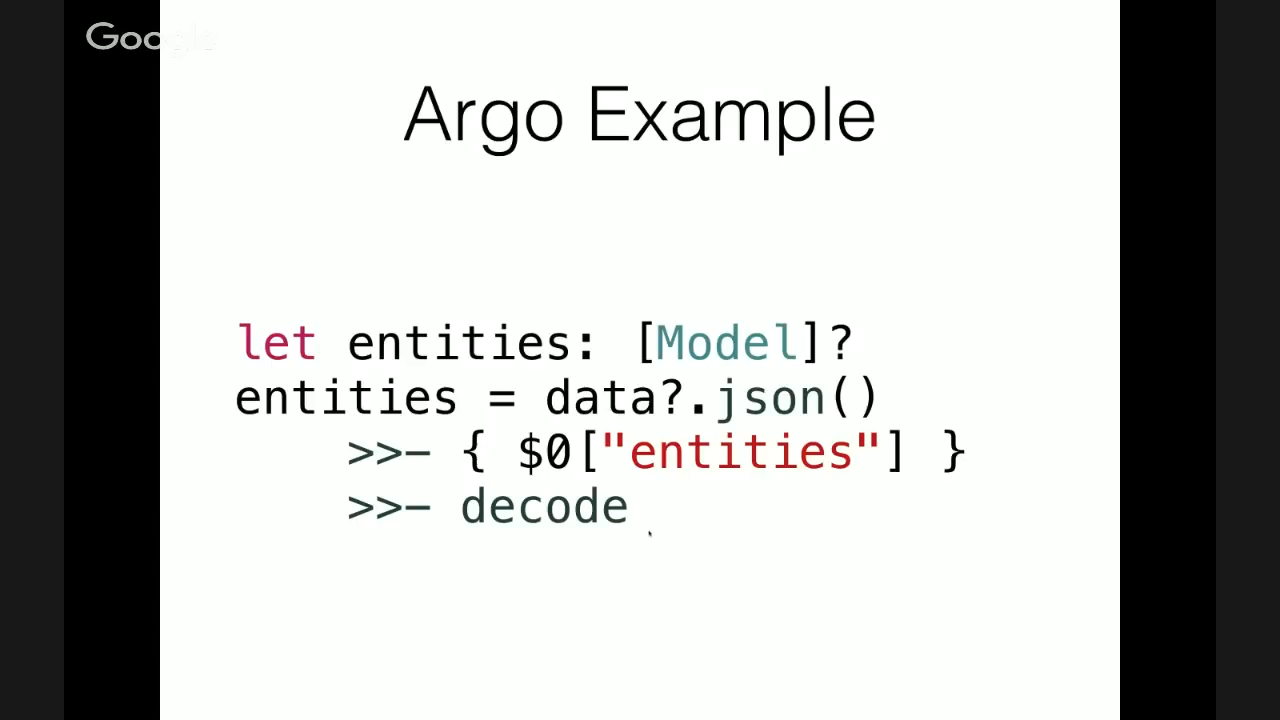 Google
Argo Example
let entities: [Model]?
entities = data?.json()
>>- { $0["entities"] }
>>- decode